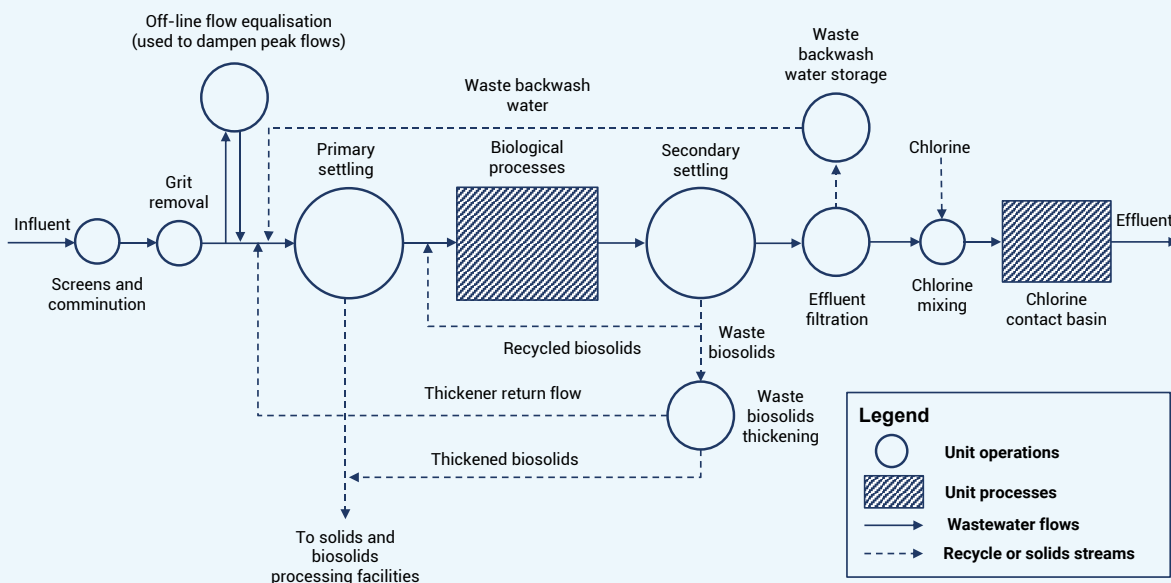 Off-line flow equalisation
(used to dampen peak flows)
Waste
backwash
water storage
Waste backwash
water
Primary
settling
Biological
processes
Secondary
settling
Chlorine
Grit
removal
Influent
Effluent
Screens and
comminution
Effluent
filtration
Chlorine
mixing
Chlorine
contact basin
Recycled biosolids
Waste
biosolids
Thickener return flow
Waste
biosolids
thickening
Thickened biosolids
To solids and
biosolids
processing facilities
Legend
Unit operations
Unit processes
Wastewater flows
Recycle or solids streams